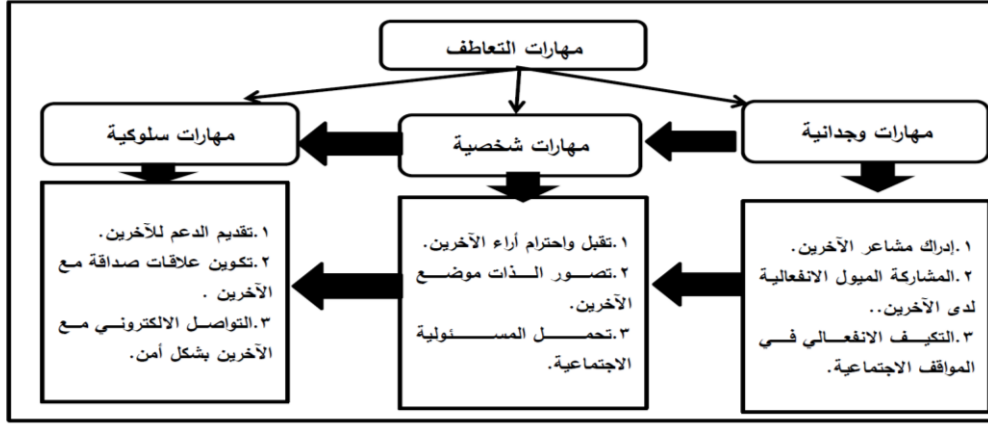 مهارات التعاطف
مهارات وجدانية
مهارات شخصية
مهارات سلوكية
١.إدراك مشاعر الآخرين.
٢.المشاركة الميول الانفعالية
لدى الآخرين..
٣.التكيف الانفعالي في
المواقف الاجتماعية.
١.تقبل واحترام أراء الآخرين.
٢.تصور الذات موضع
الآخرين.
٣.تحمل المسئولية
الاجتماعية.
١.تقديم الدعم للآخرين.
٢.تكوين علاقات صداقة مع
الآخرين .
٣.التواصل الالكتروني مع
الآخرين بشكل أمن.